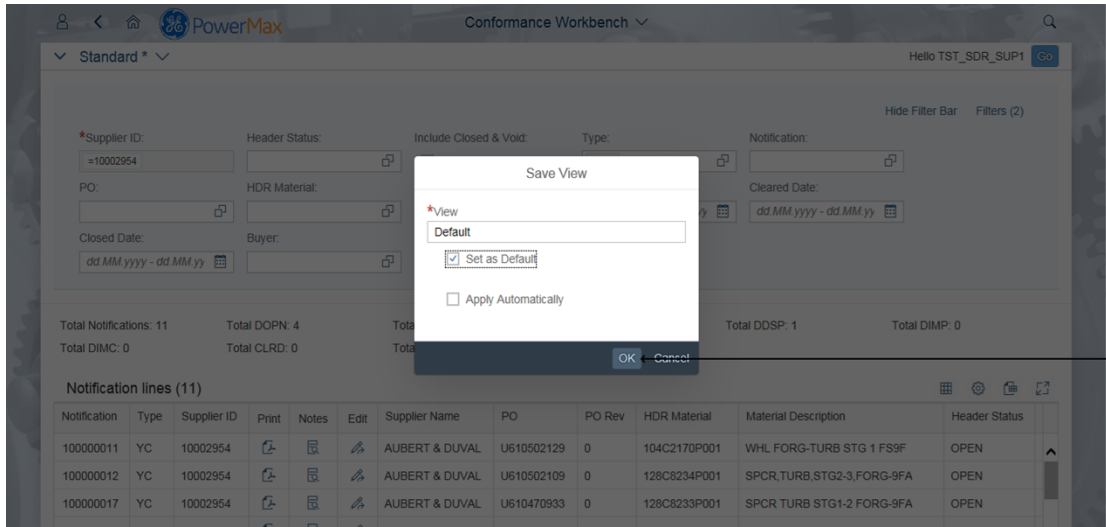 PowerMax
Conformance Workbench
Standard *
Hello TST_SDR_SUP1 Go
Hide Filter Bar Filters (2)
*Supplier ID: Header Status: Include Closed & Void: Type: Notification:
=10002954
Save View
PO: HDR Material: Cleared Date:
*View
dd.MM.yyyy - dd.MM.yy
Default
Closed Date: Buyer:
Set as Default
dd.MM.yyyy - dd.MM.yy
Apply Automatically
Total Notifications: 11 Total DOPN: 4 Total DDSP: 1 Total DIMP: 0
Total DIMC: 0 Total CLRD: 0
OK Cancel
Notification lines (11)
Notification Type Supplier ID Print Notes Edit Supplier Name PO PO Rev HDR Material Material Description Header Status
100000011 YC 10002954 AUBERT & DUVAL U610502129 0 104C2170P001 WHL FORG-TURB STG 1 FS9F OPEN
100000012 YC 10002954 AUBERT & DUVAL U610502109 0 128C8234P001 SPCR,TURB,STG2-3,FORG-9FA OPEN
100000017 YC 10002954 AUBERT & DUVAL U610470933 0 128C8233P001 SPCR TURB STG1-2 FORG-9FA OPEN